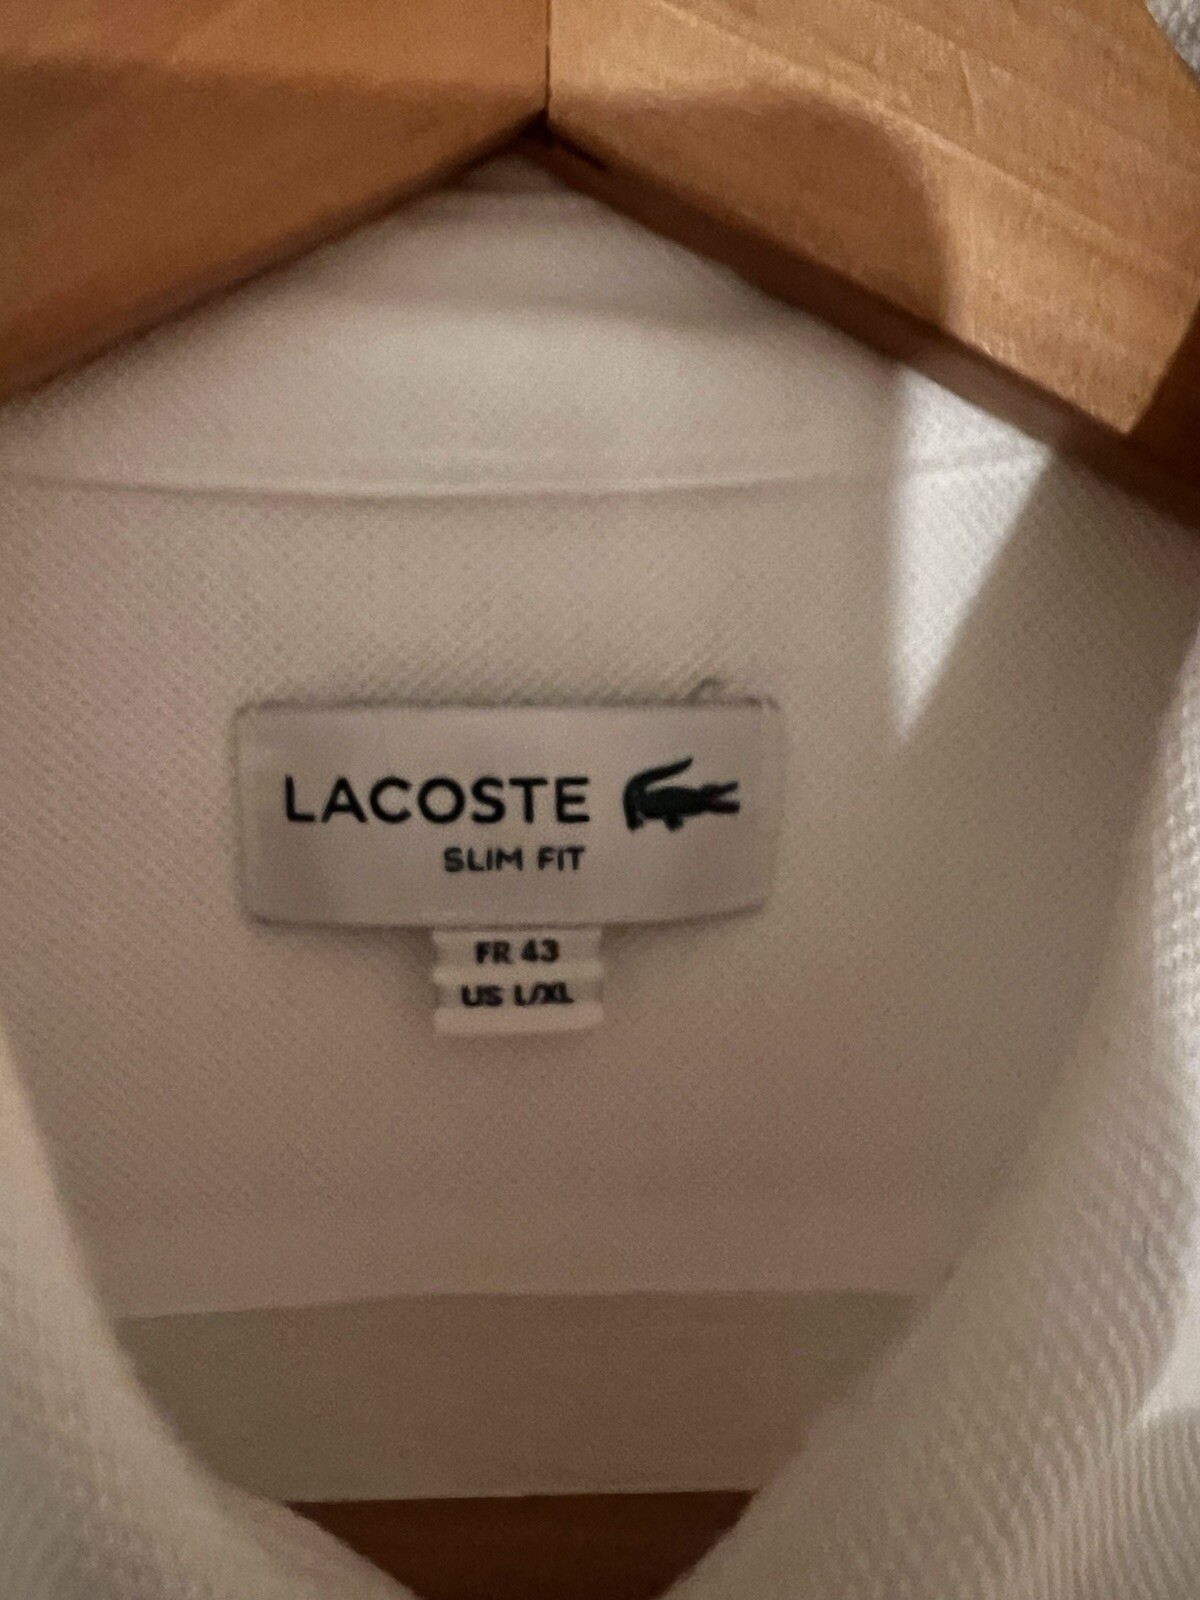 LACOSTE
SLIM FIT
FR 43
US L/XL